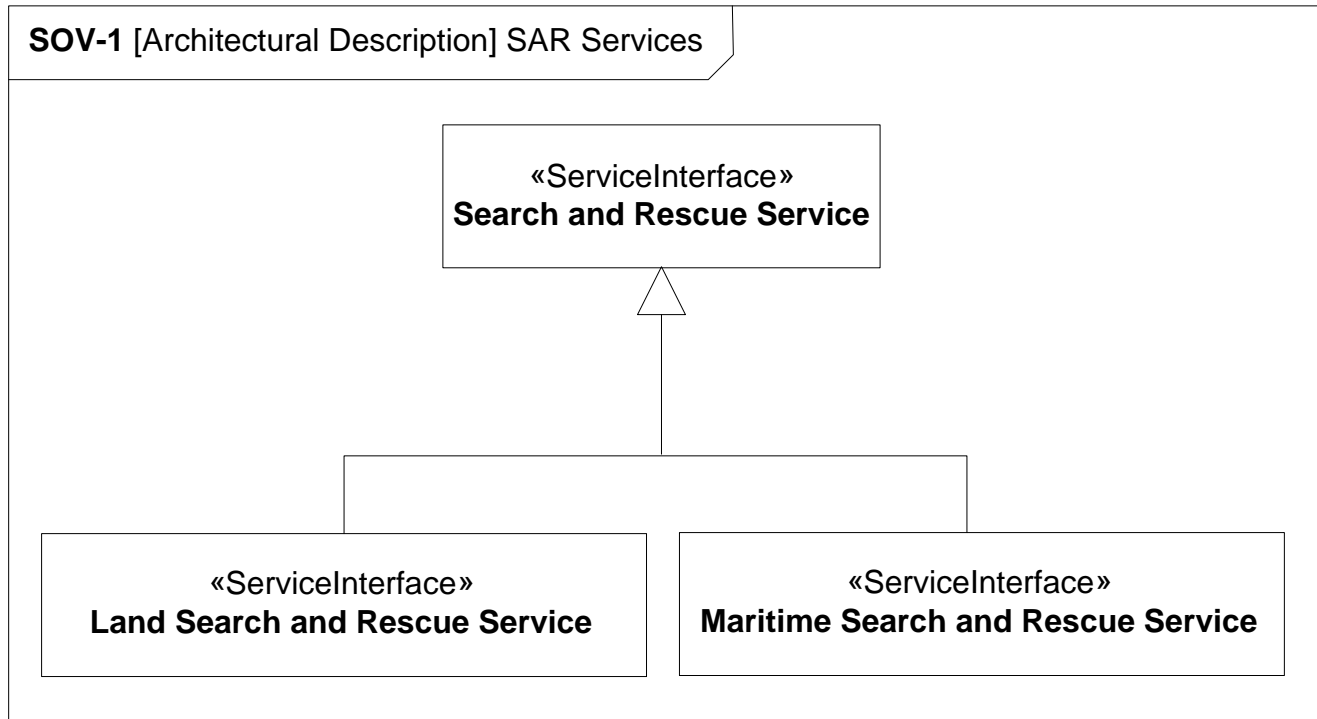 SOV-1 [Architectural Description] SAR Services
«ServiceInterface»
Search and Rescue Service
«ServiceInterface»
Land Search and Rescue Service
«ServiceInterface»
Maritime Search and Rescue Service